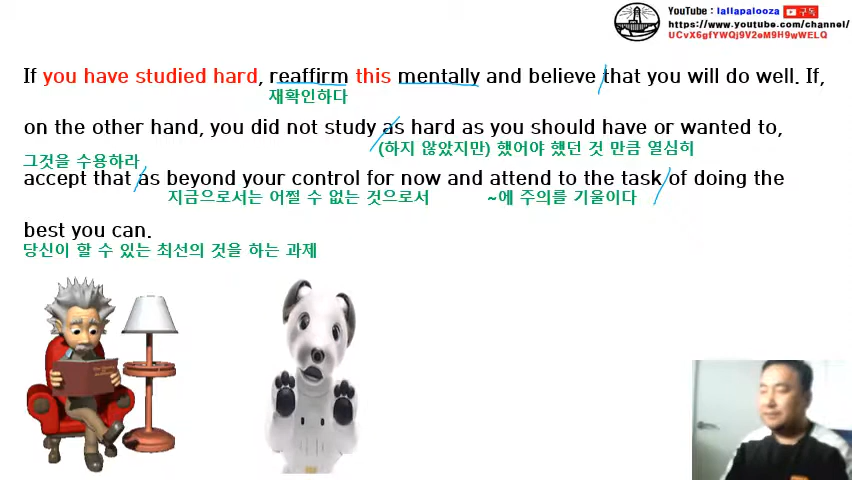 YouTube : lallapalooza 구독
https://www.youtube.com/channel/
UCvX6gfYWQj9V2eM9H9wWELQ
If you have studied hard, reaffirm this mentally and believe that you will do well. If,
재확인하다
on the other hand, you did not study as hard as you should have or wanted to,
(하지 않았지만) 했어야 했던 것 만큼 열심히
그것을 수용하라
accept that as beyond your control for now and attend to the task of doing the
지금으로서는 어쩔 수 없는 것으로서 ~에 주의를 기울이다
best you can.
당신이 할 수 있는 최선의 것을 하는 과제